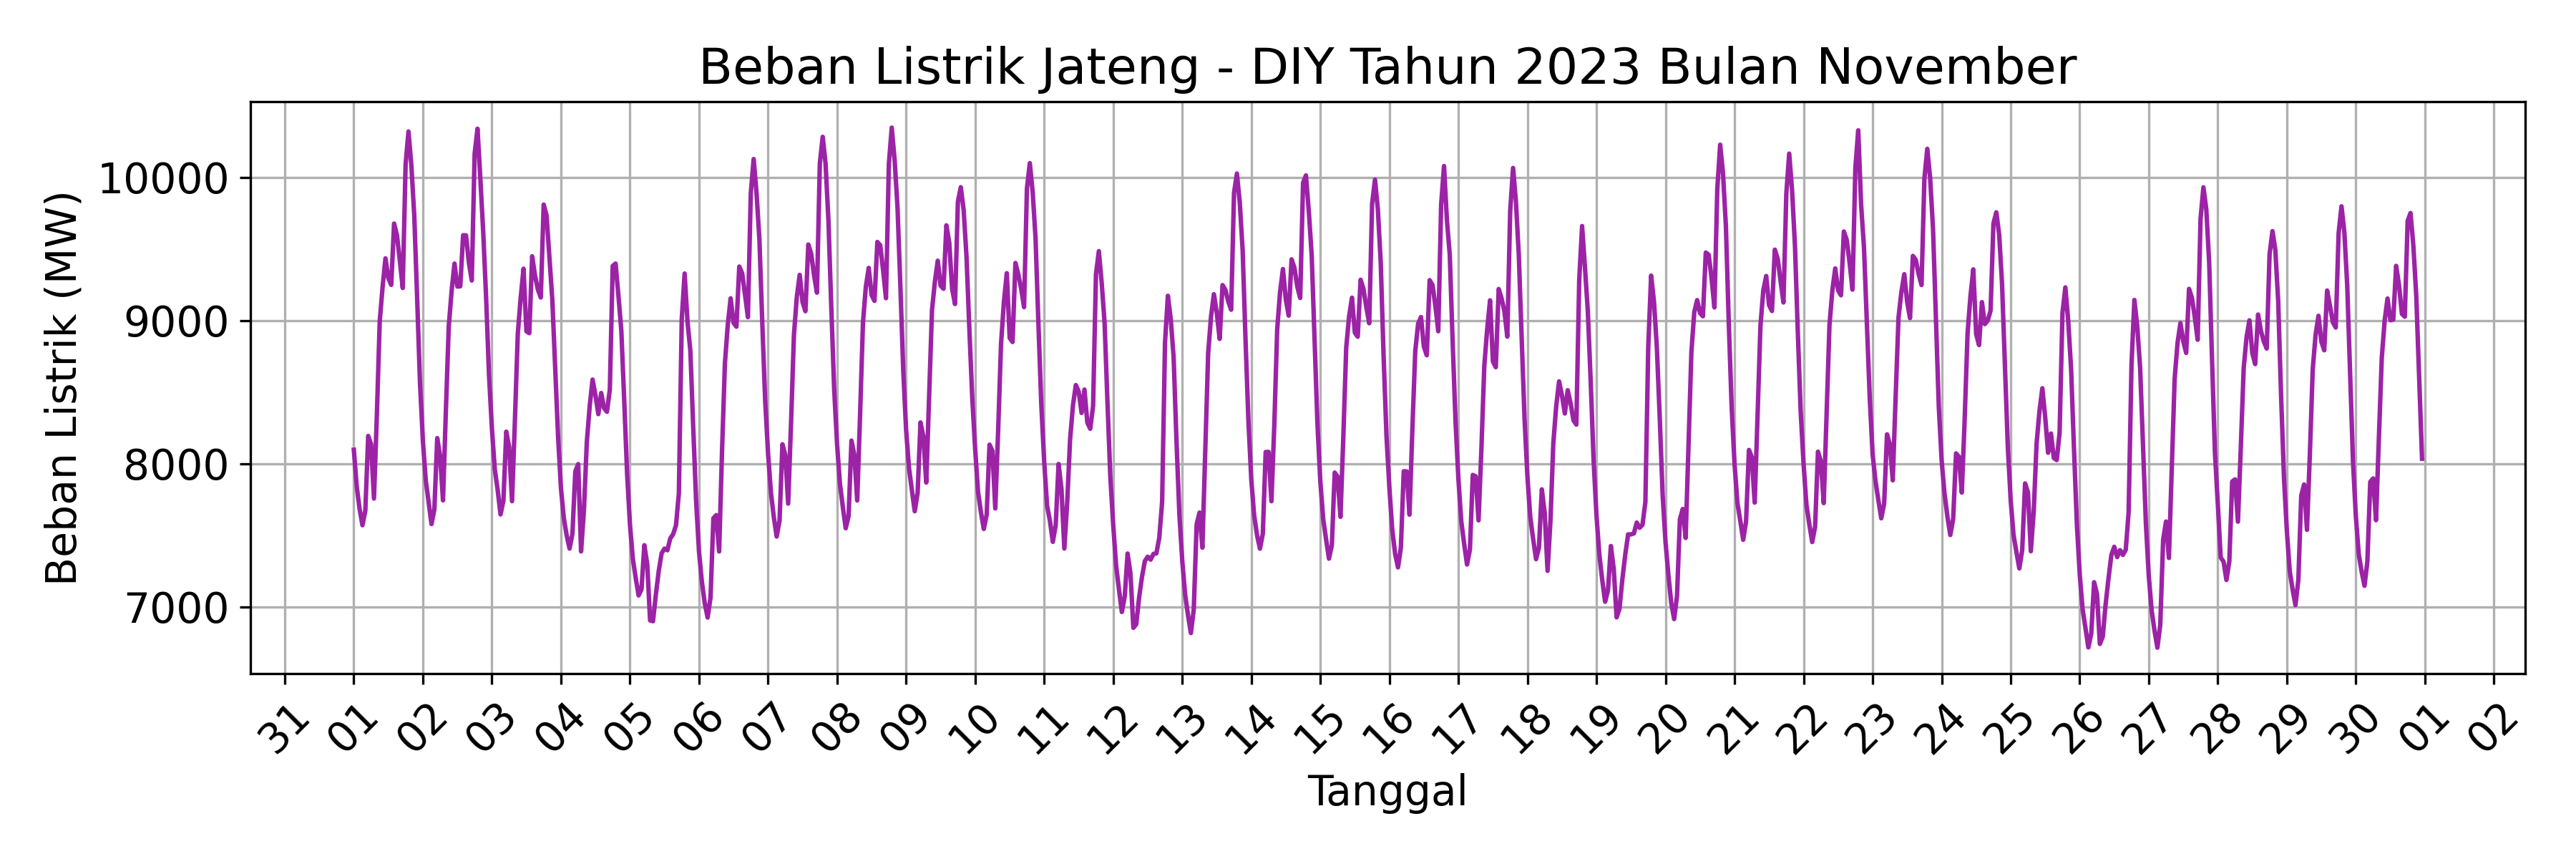 Beban Listrik Jateng - DIY Tahun 2023 Bulan November
Beban Listrik (MW)
10000
9000
8000
7000
31 01 02 03 04 05 06 07 08 09 10 11 12 13 14 15 16 17 18 19 20 21 22 23 24 25 26 27 28 29 30 01 02
Tanggal